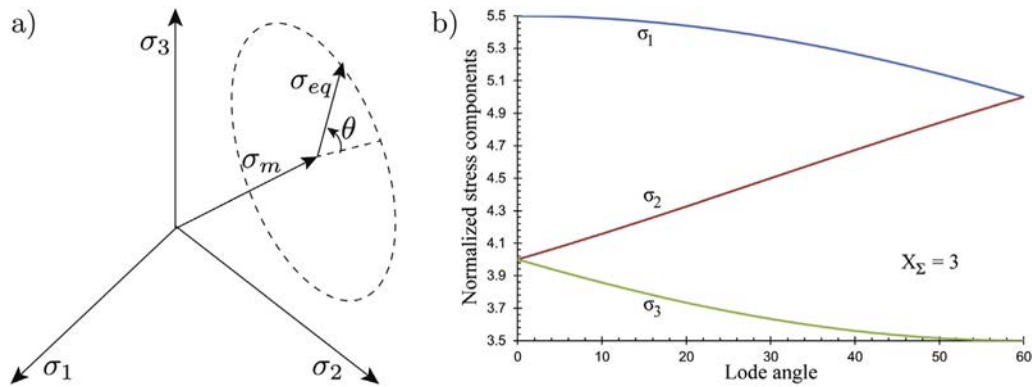 a)
σ3
σeq
θ
σm
σ1
σ2
b)
Normalized stress components
5.5
5.3
5.1
4.9
4.7
4.5
4.3
4.1
3.9
3.7
3.5
σ1
σ2
σ3
XΣ = 3
0 10 20 30 40 50 60
Lode angle